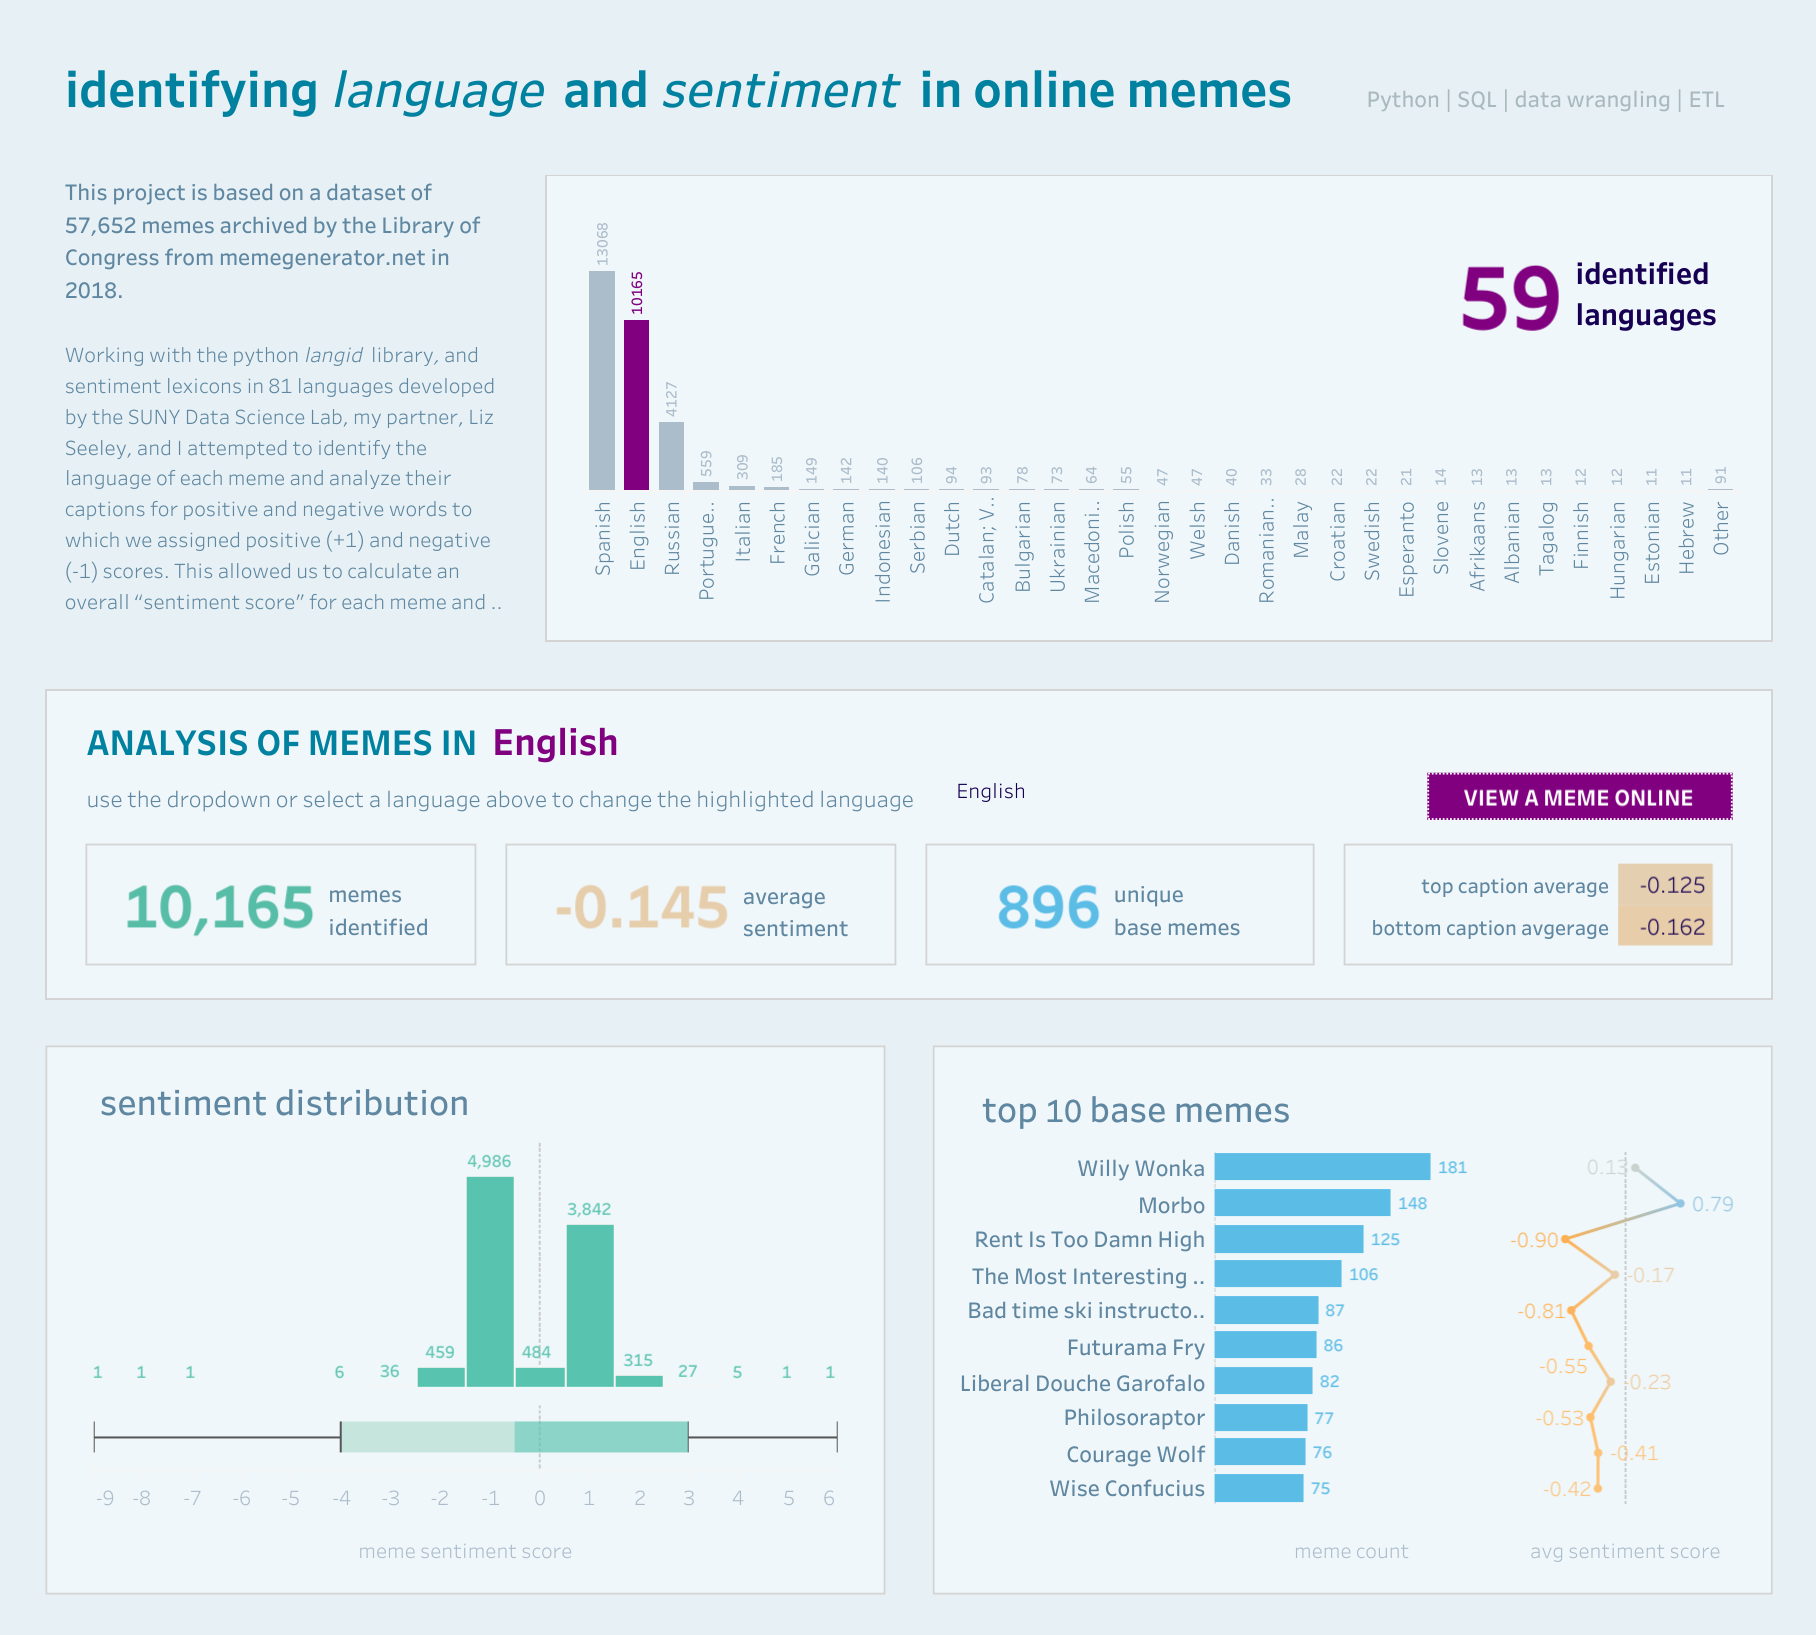 identifying language and sentiment in online memes
Python | SQL | data wrangling | ETL
This project is based on a dataset of
57,652 memes archived by the Library of
Congress from memegenerator.net in
2018.
Working with the python langid library, and
sentiment lexicons in 81 languages developed
by the SUNY Data Science Lab, my partner, Liz
Seeley, and I attempted to identify the
language of each meme and analyze their
captions for positive and negative words to
which we assigned positive (+1) and negative
(-1) scores. This allowed us to calculate an
overall “sentiment score” for each meme and ..
59 identified
languages
13068
10165
4127
559
309
185
149
142
140
106
94
93
78
73
64
55
47
47
40
33
28
22
22
21
14
13
13
13
12
12
11
11
91
Spanish
English
Russian
Portugue..
Italian
French
Galician
German
Indonesian
Serbian
Dutch
Catalan; V..
Bulgarian
Ukrainian
Macedoni..
Polish
Norwegian
Welsh
Danish
Romanian..
Malay
Croatian
Swedish
Esperanto
Slovene
Afrikaans
Albanian
Tagalog
Finnish
Hungarian
Estonian
Hebrew
Other
ANALYSIS OF MEMES IN English
use the dropdown or select a language above to change the highlighted language
English
VIEW A MEME ONLINE
10,165 memes
identified
-0.145 average
sentiment
896 unique
base memes
top caption average -0.125
bottom caption avgerage -0.162
sentiment distribution
4,986
3,842
459
484
315
1 1 1 6 36 27 5 1 1
-9 -8 -7 -6 -5 -4 -3 -2 -1 0 1 2 3 4 5 6
meme sentiment score
top 10 base memes
Willy Wonka 181 0.13
Morbo 148 0.79
Rent Is Too Damn High 125 -0.90
The Most Interesting .. 106 -0.17
Bad time ski instructo.. 87 -0.81
Futurama Fry 86 -0.55
Liberal Douche Garofalo 82 -0.23
Philosoraptor 77 -0.53
Courage Wolf 76 -0.41
Wise Confucius 75 -0.42
meme count
avg sentiment score